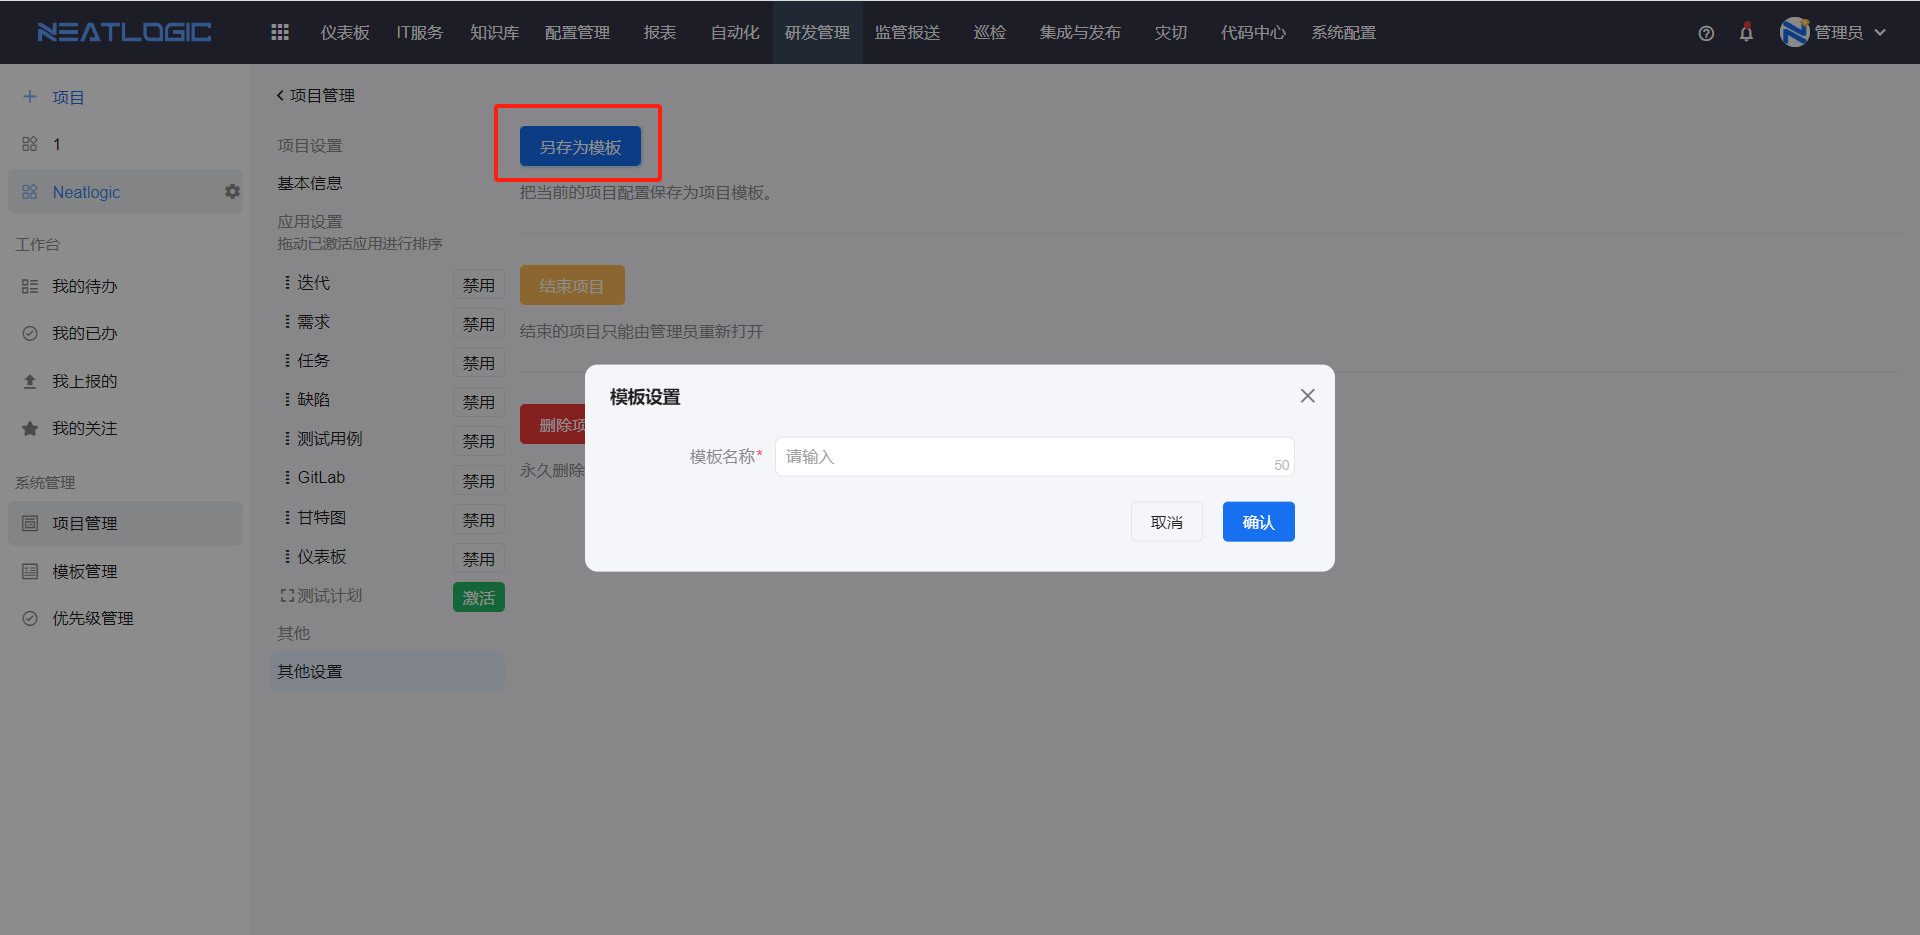 NEATLOGIC
仪表板 IT服务 知识库 配置管理 报表 自动化 研发管理 监管报送 巡检 集成与发布 灾切 代码中心 系统配置 管理员
项目
1
Neatlogic
工作台
我的待办
我的已办
我上报的
我的关注
系统管理
项目管理
模板管理
优先级管理
项目管理
项目设置
基本信息
应用设置
拖动已激活应用进行排序
迭代 禁用
需求 禁用
任务 禁用
缺陷 禁用
测试用例 禁用
GitLab 禁用
甘特图 禁用
仪表板 禁用
测试计划 激活
其他
其他设置
另存为模板
把当前的项目配置保存为项目模板。
结束项目
结束的项目只能由管理员重新打开
删除项
永久删除
模板设置
模板名称* 请输入 50
取消 确认